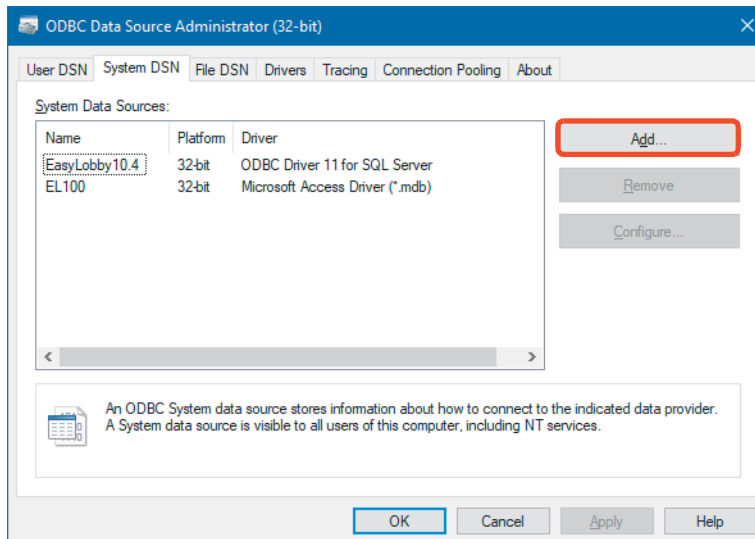 ODBC Data Source Administrator (32-bit)
User DSN System DSN File DSN Drivers Tracing Connection Pooling About
System Data Sources:
Name Platform Driver
EasyLobby10.4 32-bit ODBC Driver 11 for SQL Server
EL100 32-bit Microsoft Access Driver (*.mdb)
Add...
Remove
Configure...
An ODBC System data source stores information about how to connect to the indicated data provider.
A System data source is visible to all users of this computer, including NT services.
OK Cancel Apply Help